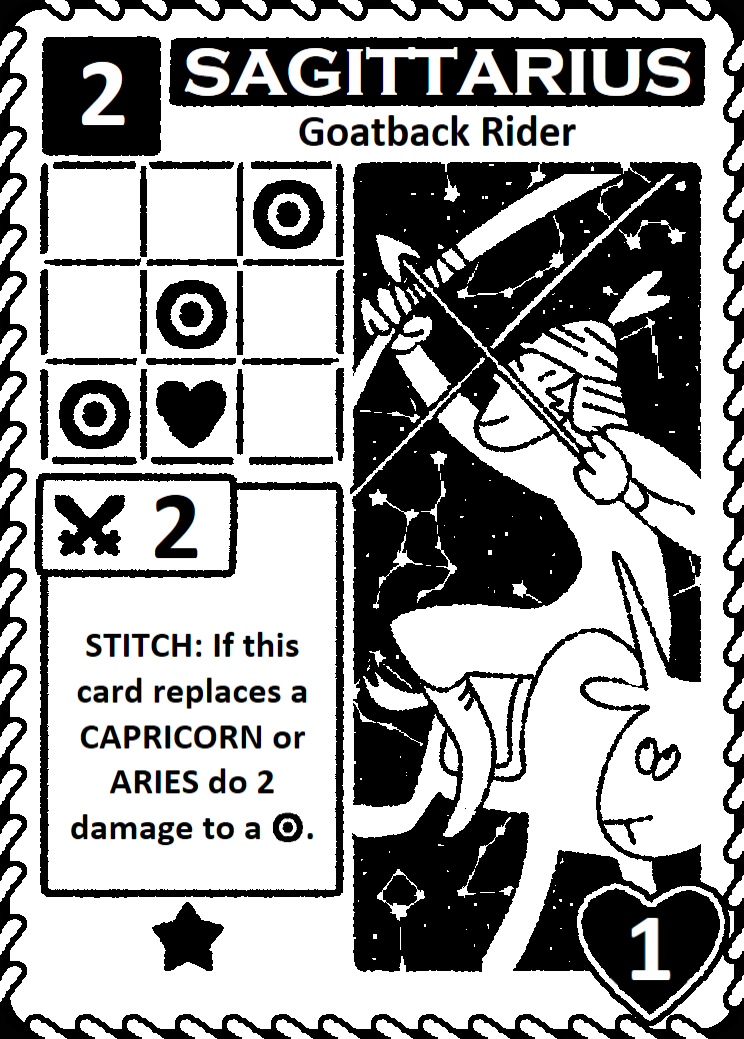 2
SAGITTARIUS
Goatback Rider
2
STITCH: If this
card replaces a
CAPRICORN or
ARIES do 2
damage to a .
1